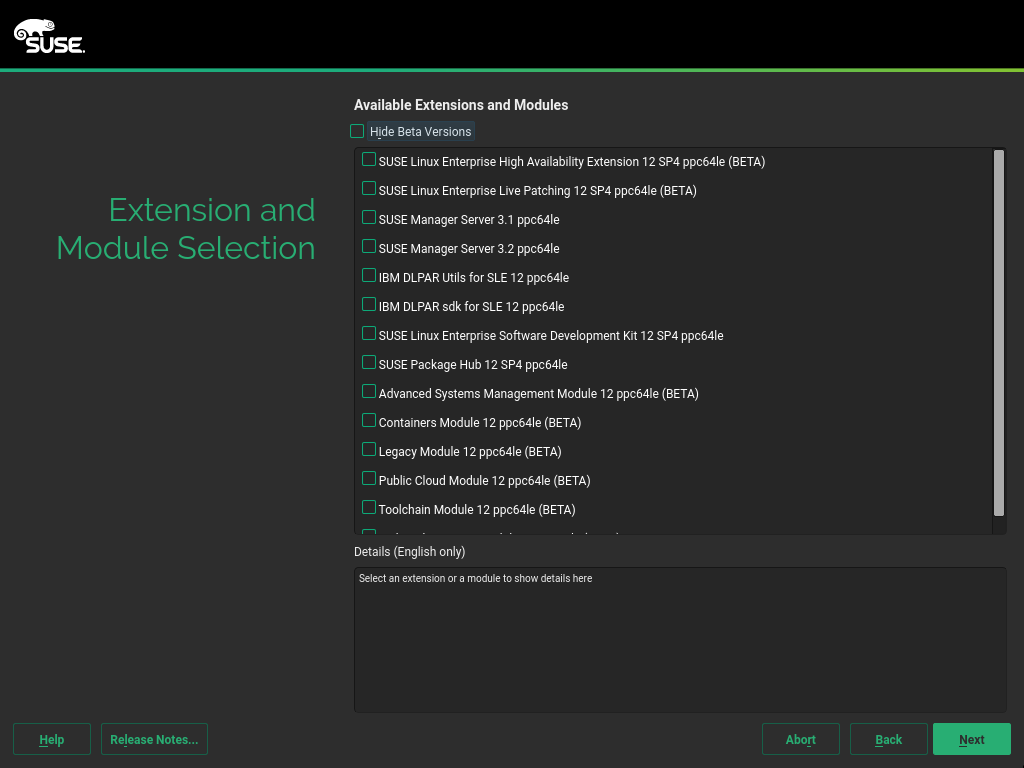 SUSE
Extension and
Module Selection
Available Extensions and Modules
Hide Beta Versions
SUSE Linux Enterprise High Availability Extension 12 SP4 ppc64le (BETA)
SUSE Linux Enterprise Live Patching 12 SP4 ppc64le (BETA)
SUSE Manager Server 3.1 ppc64le
SUSE Manager Server 3.2 ppc64le
IBM DLPAR Utils for SLE 12 ppc64le
IBM DLPAR sdk for SLE 12 ppc64le
SUSE Linux Enterprise Software Development Kit 12 SP4 ppc64le
SUSE Package Hub 12 SP4 ppc64le
Advanced Systems Management Module 12 ppc64le (BETA)
Containers Module 12 ppc64le (BETA)
Legacy Module 12 ppc64le (BETA)
Public Cloud Module 12 ppc64le (BETA)
Toolchain Module 12 ppc64le (BETA)
Details (English only)
Select an extension or a module to show details here
Help
Release Notes...
Abort
Back
Next